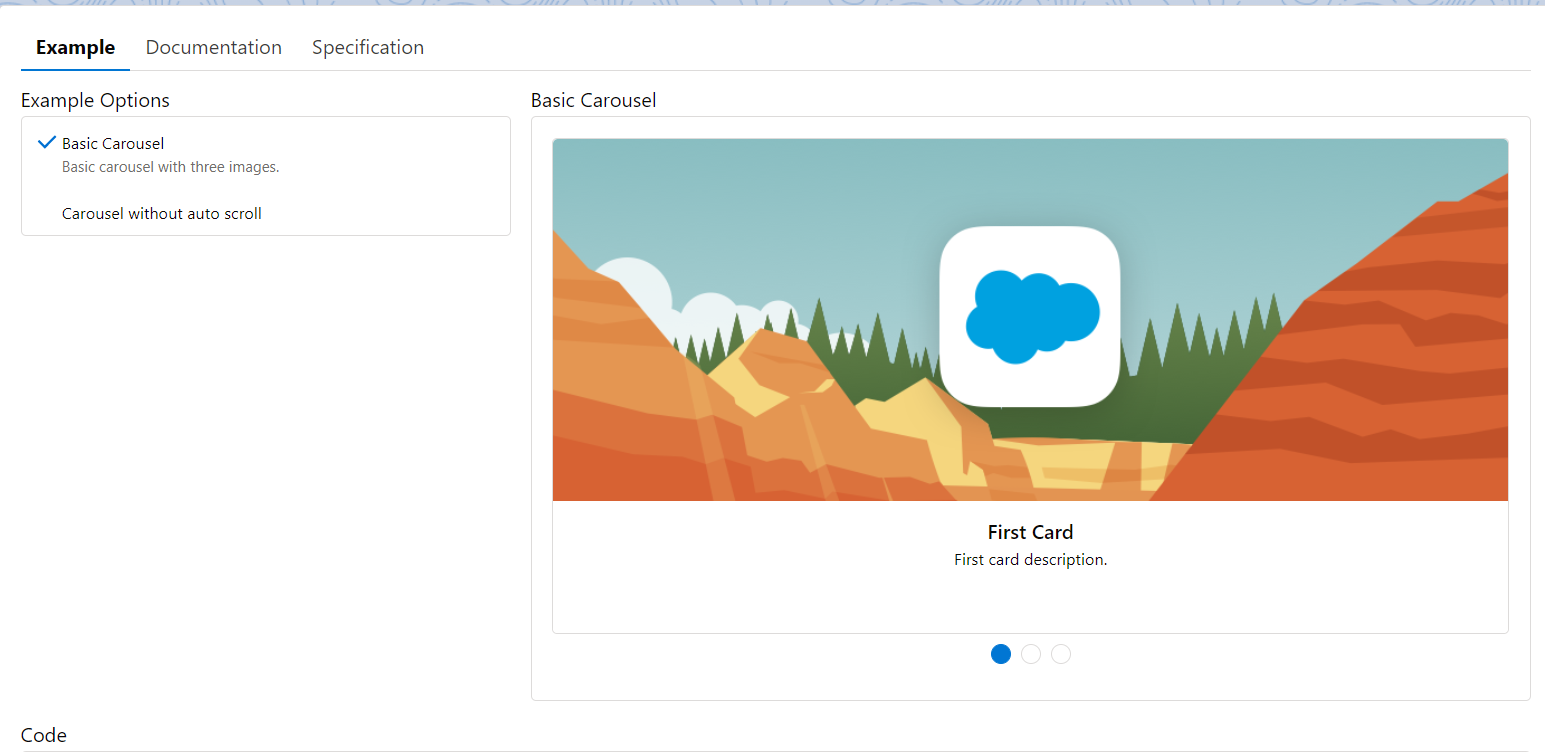 Example Documentation Specification
Example Options
Basic Carousel
Basic carousel with three images.
Carousel without auto scroll
Basic Carousel
First Card
First card description.
Code